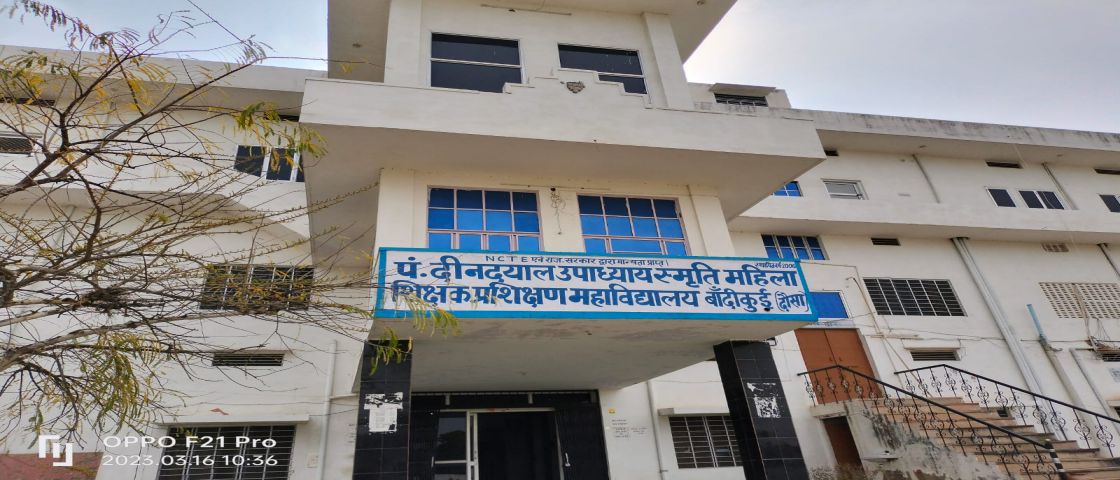 NCTE एवं राज. सरकार द्वारा मान्यता प्राप्त
पं. दीनदयाल उपाध्याय स्मृति महिला
शिक्षक प्रशिक्षण महाविद्यालय बाँदीकुई (दौसा)
OPPO F21 Pro
2023.03.16 10:36